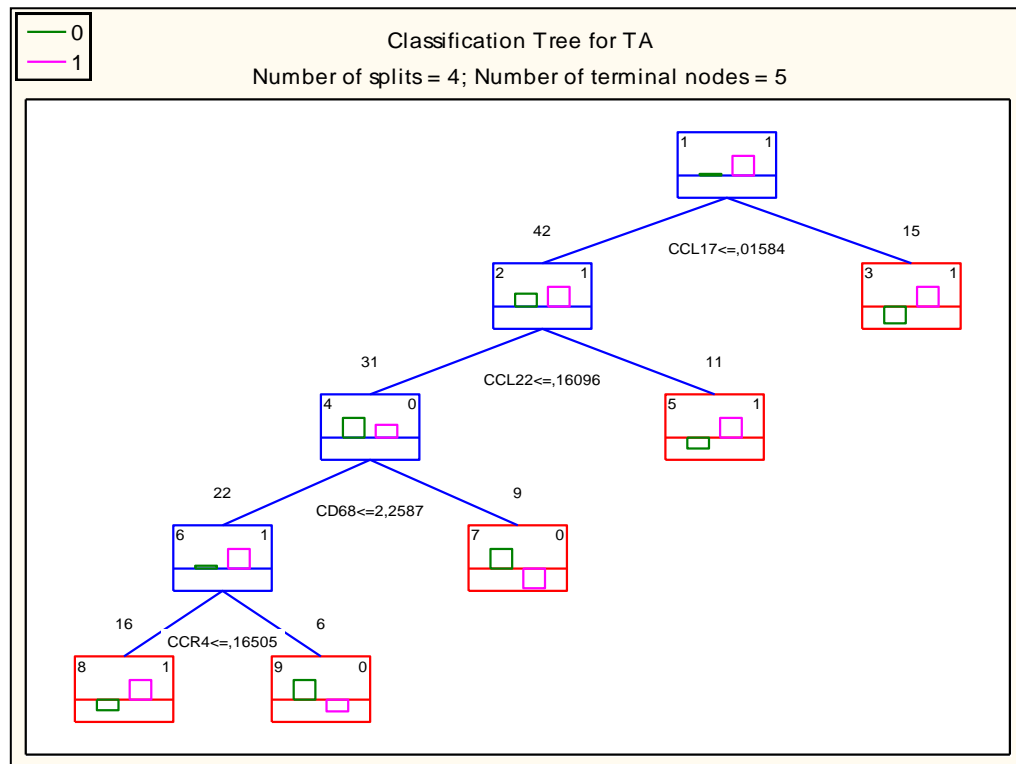 0
1
Classification Tree for TA
Number of splits = 4; Number of terminal nodes = 5
1 1
42 15
CCL17<=,01584
2 1 3 1
31 11
CCL22<=,16096
4 0 5 1
22 9
CD68<=2,2587
6 1 7 0
16 6
CCR4<=,16505
8 1 9 0